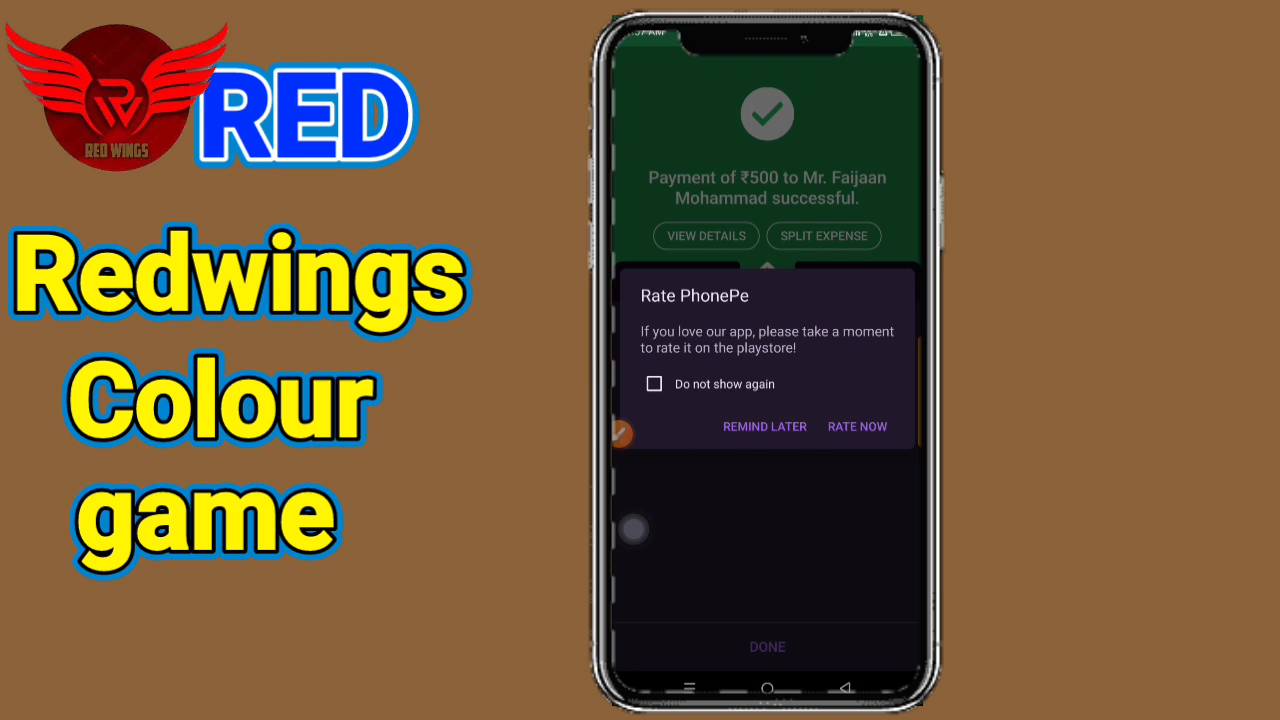 RED WINGS
RED
Redwings
Colour
game
Payment of ₹500 to Mr. Faijaan
Mohammad successful.
VIEW DETAILS
SPLIT EXPENSE
Rate PhonePe
If you love our app, please take a moment
to rate it on the playstore!
Do not show again
REMIND LATER
RATE NOW
DONE